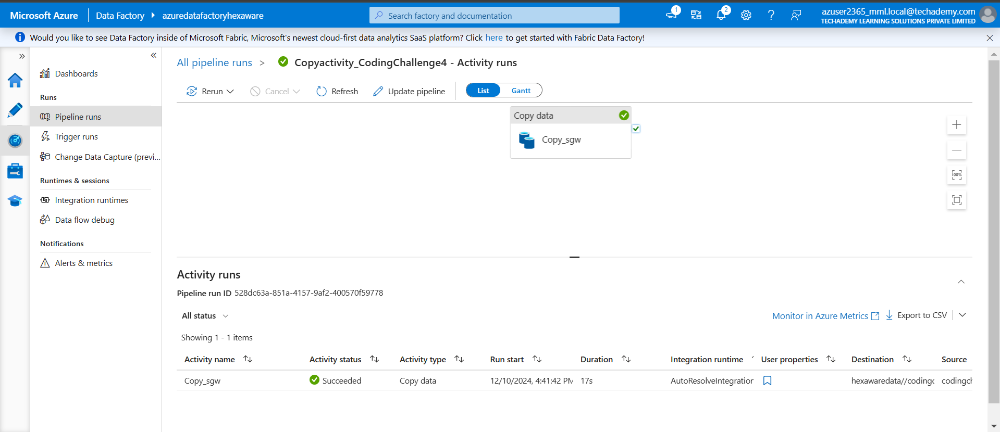 Microsoft Azure Data Factory azuredatafactoryhexaware
Search factory and documentation
1
2
azuser2365_mml.local@techademy.com
TECHADEMY LEARNING SOLUTIONS PRIVATE LIMITED
Would you like to see Data Factory inside of Microsoft Fabric, Microsoft's newest cloud-first data analytics SaaS platform? Click here to get started with Fabric Data Factory!
Dashboards
Runs
Pipeline runs
Trigger runs
Change Data Capture (previ...
Runtimes & sessions
Integration runtimes
Data flow debug
Notifications
Alerts & metrics
All pipeline runs > Copyactivity_CodingChallenge4 - Activity runs
Rerun Cancel Refresh Update pipeline List Gantt
Copy data
Copy_sgw
100%
Activity runs
Pipeline run ID 528dc63a-851a-4157-9af2-400570f59778
All status
Monitor in Azure Metrics Export to CSV
Showing 1 - 1 items
Activity name Activity status Activity type Run start Duration Integration runtime User properties Destination Source
Copy_sgw Succeeded Copy data 12/10/2024, 4:41:42 PM 17s AutoResolveIntegration hexawaredata//codingc codingch